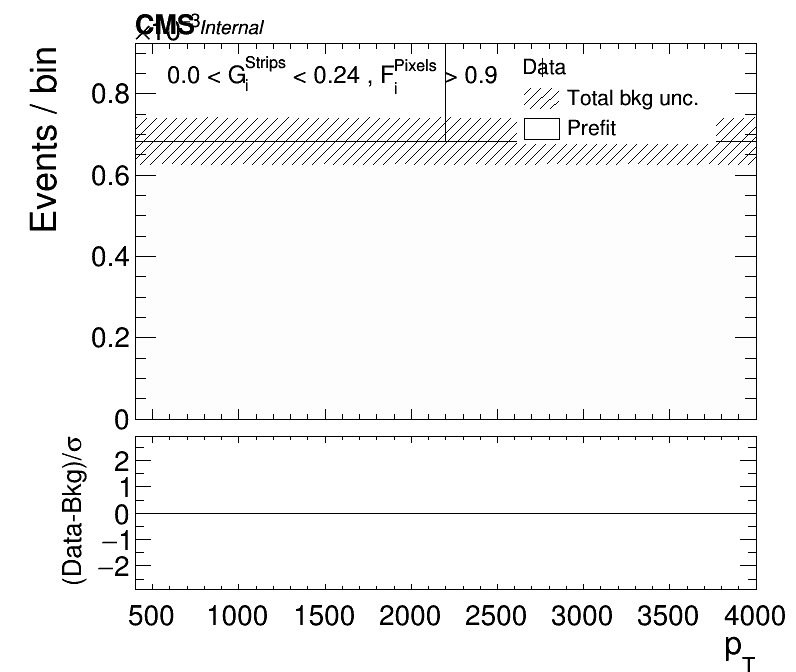 CMS Internal
×10⁻³
0.0 < G_i^Strips < 0.24 , F_i^Pixels > 0.9
Data
Total bkg unc.
Prefit
Events / bin
0.8
0.6
0.4
0.2
0
(Data-Bkg)/σ
2
1
0
−1
−2
500 1000 1500 2000 2500 3000 3500 4000
p_T